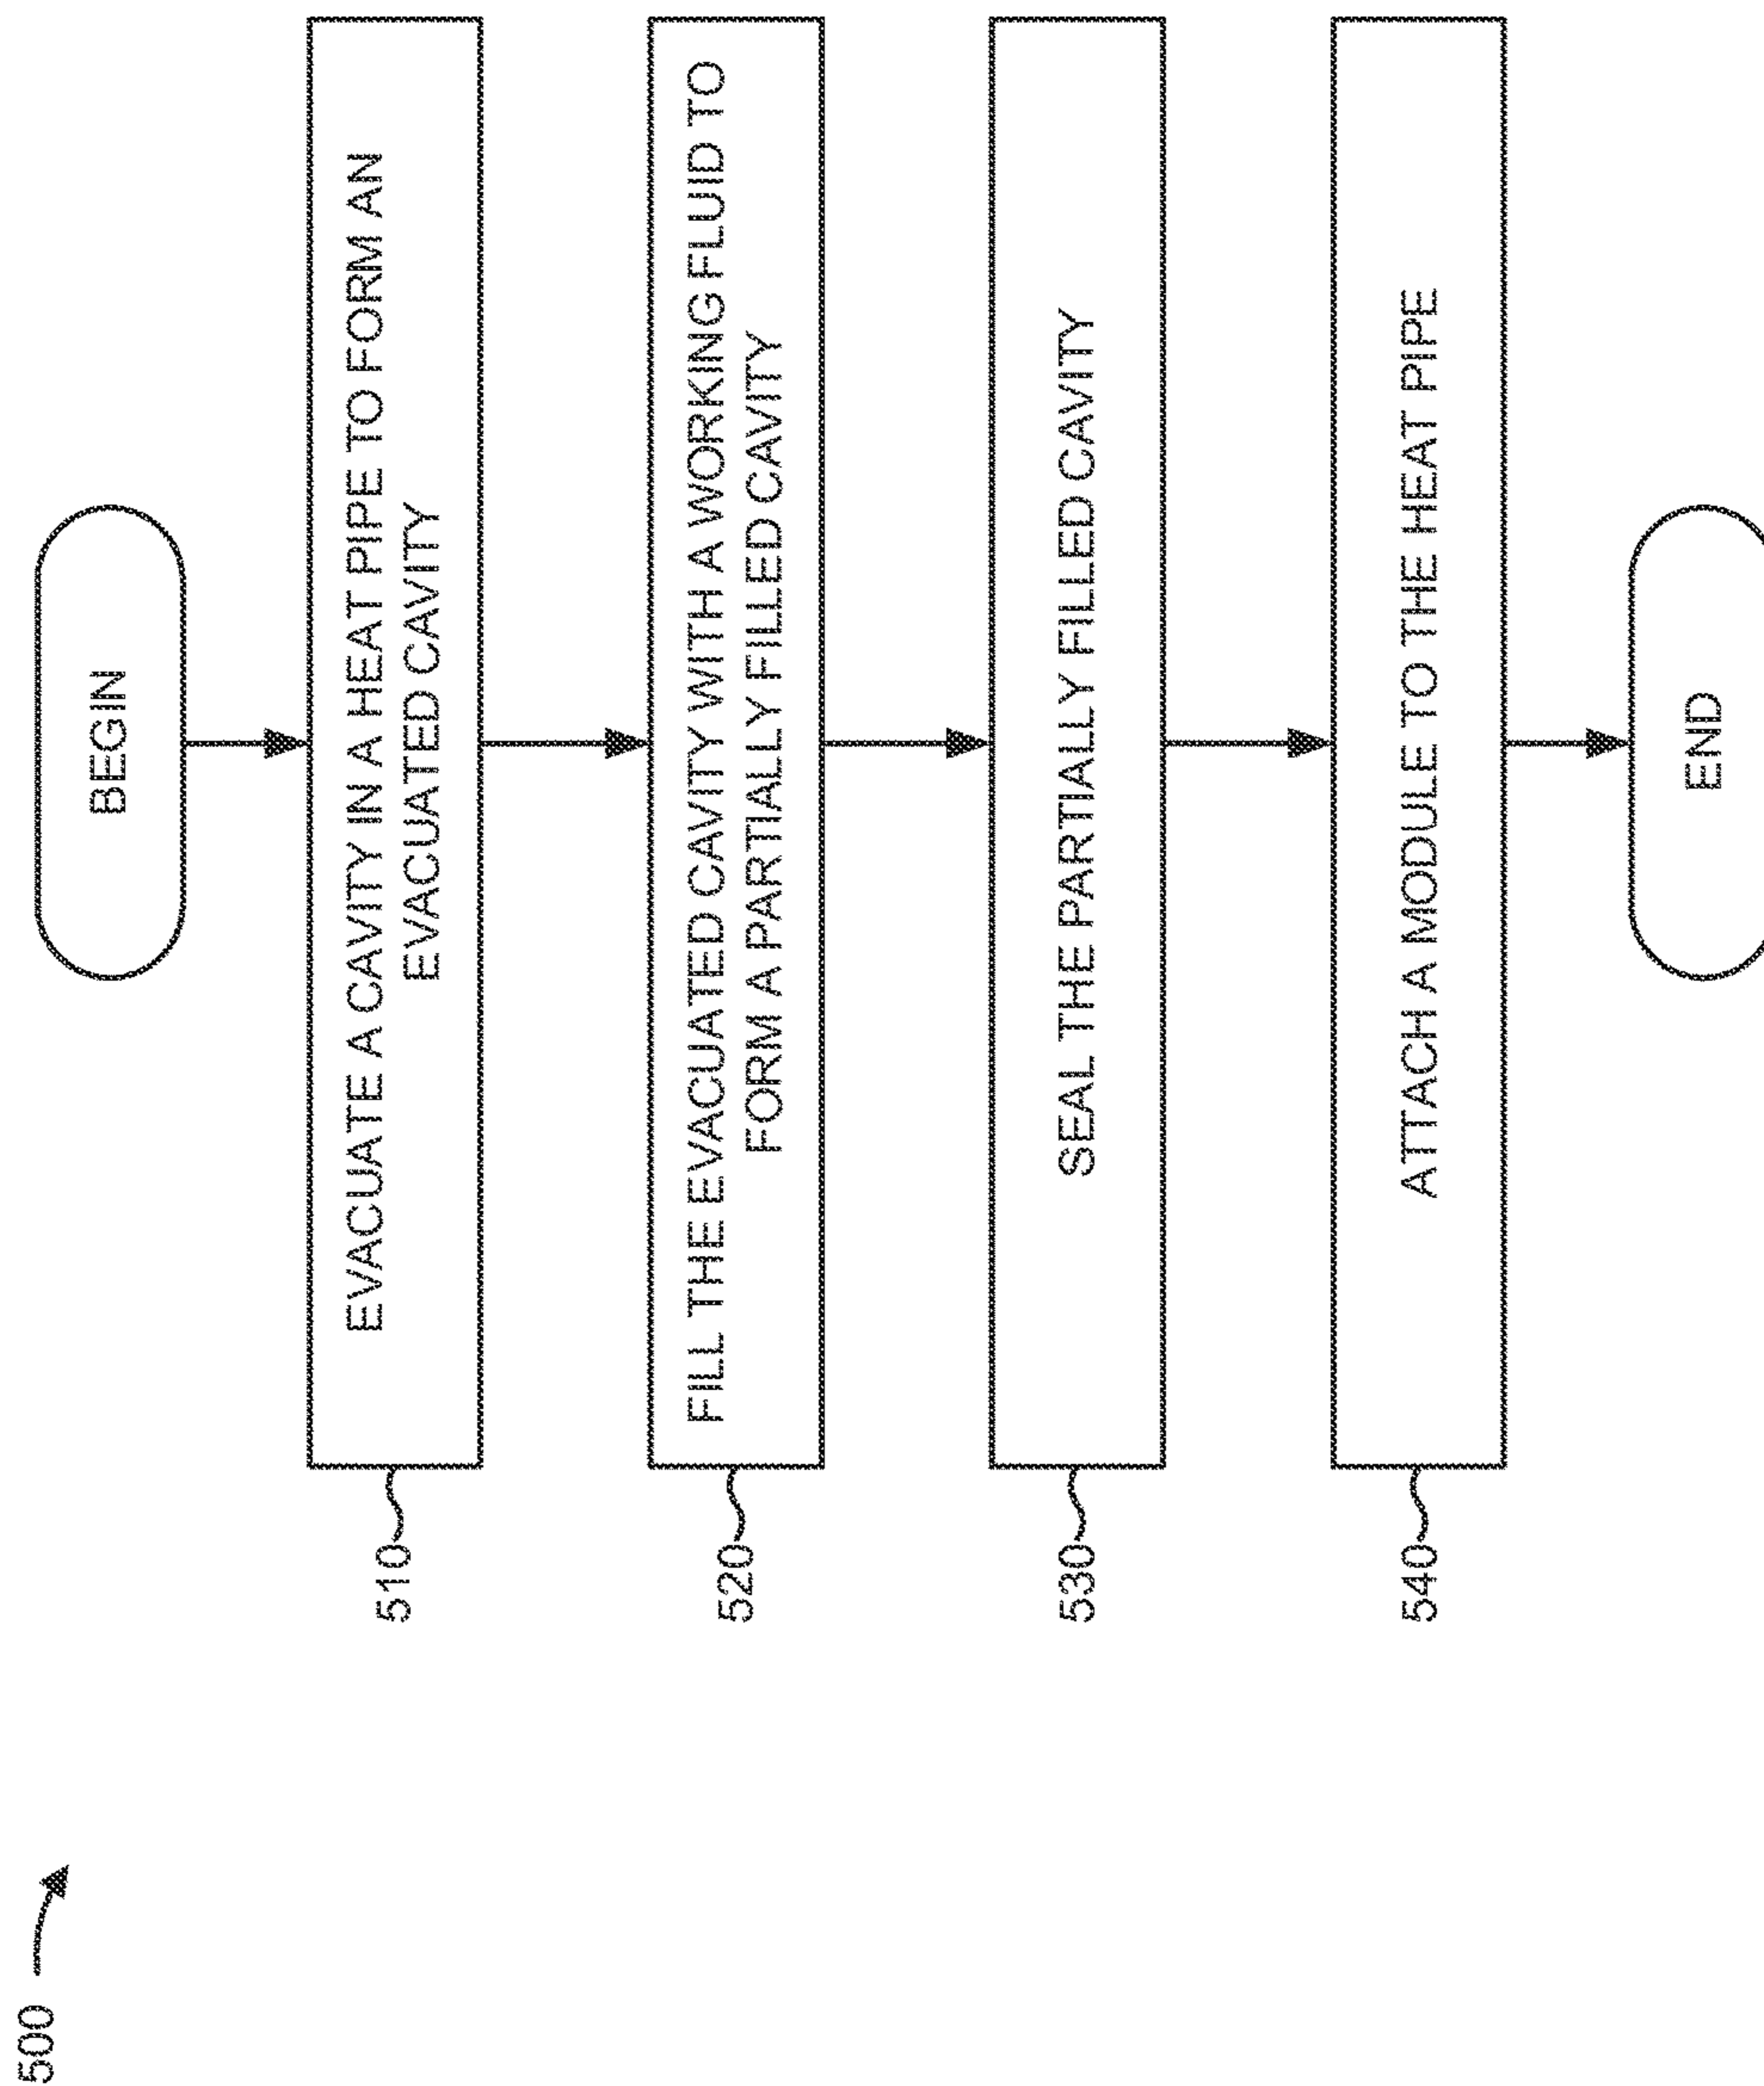 500
BEGIN
510
EVACUATE A CAVITY IN A HEAT PIPE TO FORM AN
EVACUATED CAVITY
520
FILL THE EVACUATED CAVITY WITH A WORKING FLUID TO
FORM A PARTIALLY FILLED CAVITY
530
SEAL THE PARTIALLY FILLED CAVITY
540
ATTACH A MODULE TO THE HEAT PIPE
END